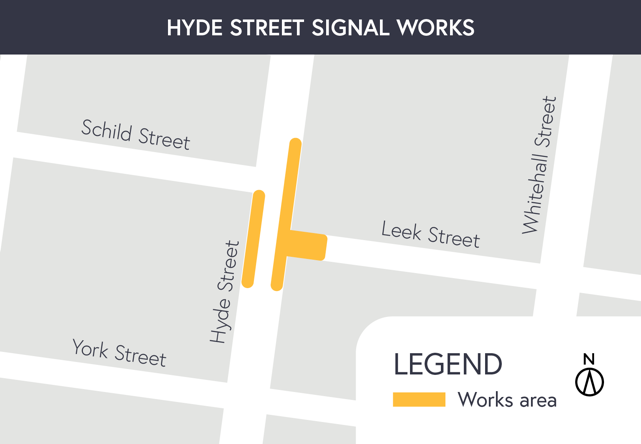 HYDE STREET SIGNAL WORKS
Schild Street
Whitehall Street
Leek Street
Hyde Street
York Street
LEGEND
N
Works area